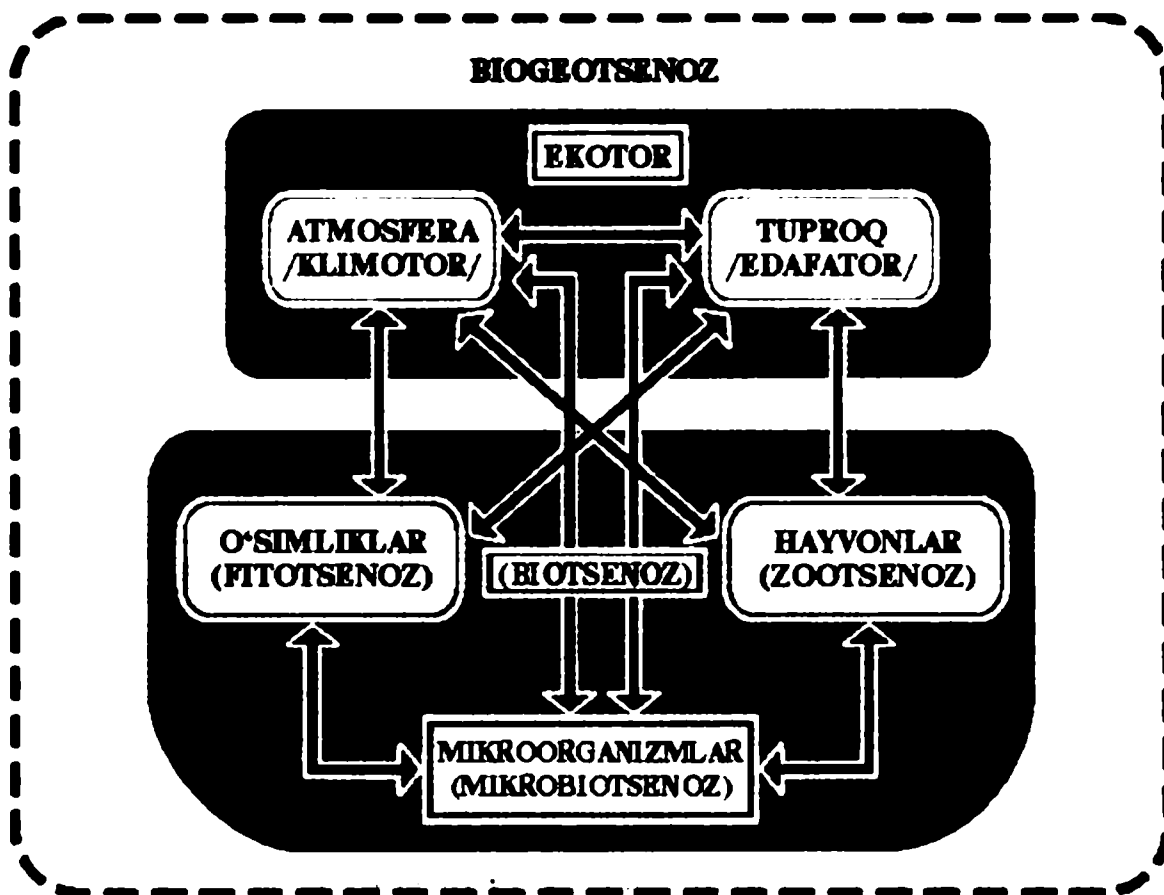 BIOGEOTSENOZ
EKOTOR
ATMOSFERA
/KLIMOTOR/
TUPROQ
/EDAFATOR/
O‘SIMLIKLAR
(FITOTSENOZ)
(BIOTSENOZ)
HAYVONLAR
(ZOOTSENOZ)
MIKROORGANIZMLAR
(MIKROBIOTSENOZ)